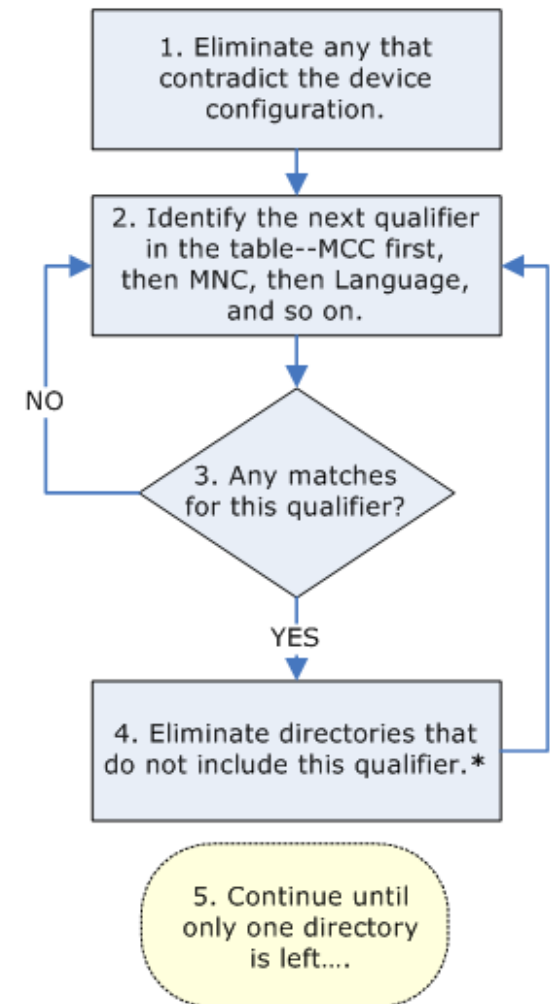 1. Eliminate any that
contradict the device
configuration.
2. Identify the next qualifier
in the table--MCC first,
then MNC, then Language,
and so on.
NO
3. Any matches
for this qualifier?
YES
4. Eliminate directories that
do not include this qualifier.*
5. Continue until
only one directory
is left....